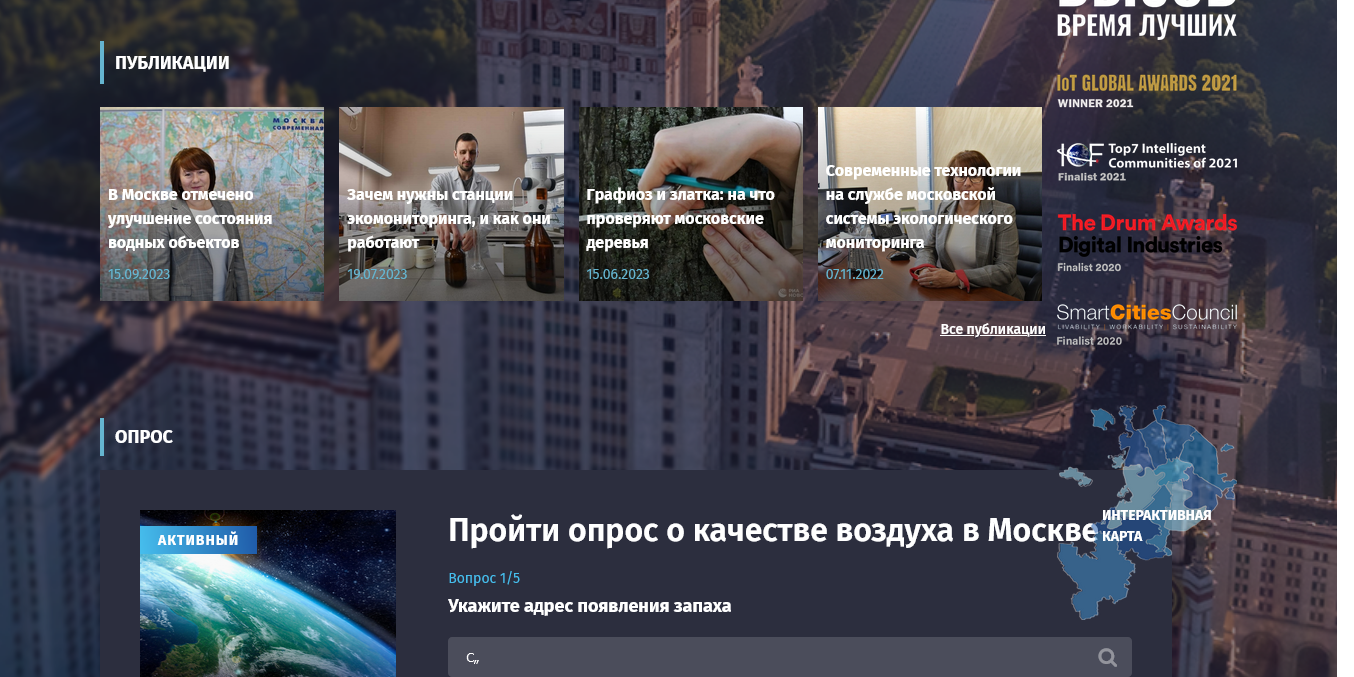 ВРЕМЯ ЛУЧШИХ
ПУБЛИКАЦИИ
IoT GLOBAL AWARDS 2021
WINNER 2021
МОСКВА
СОВРЕМЕННАЯ
В Москве отмечено
улучшение состояния
водных объектов
15.09.2023
Зачем нужны станции
экомониторинга, и как они
работают
19.07.2023
Графиоз и златка: на что
проверяют московские
деревья
15.06.2023
Современные технологии
на службе московской
системы экологического
мониторинга
07.11.2022
ICF Top7 Intelligent
Communities of 2021
Finalist 2021
The Drum Awards
Digital Industries
Finalist 2020
SmartCitiesCouncil
LIVABILITY | WORKABILITY | SUSTAINABILITY
Finalist 2020
Все публикации
ОПРОС
АКТИВНЫЙ
Пройти опрос о качестве воздуха в Москве
ИНТЕРАКТИВНАЯ
КАРТА
Вопрос 1/5
Укажите адрес появления запаха
С„